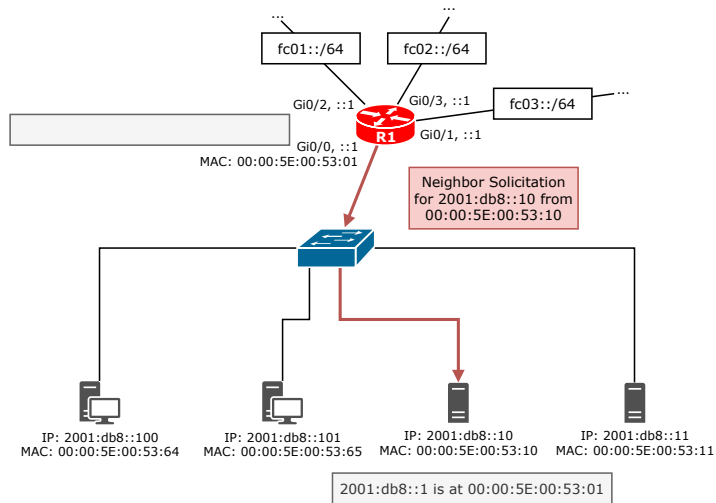 ...
fc01::/64
fc02::/64
...
fc03::/64
Gi0/2, ::1
Gi0/3, ::1
R1
Gi0/1, ::1
Gi0/0, ::1
MAC: 00:00:5E:00:53:01
Neighbor Solicitation
for 2001:db8::10 from
00:00:5E:00:53:10
IP: 2001:db8::100
MAC: 00:00:5E:00:53:64
IP: 2001:db8::101
MAC: 00:00:5E:00:53:65
IP: 2001:db8::10
MAC: 00:00:5E:00:53:10
IP: 2001:db8::11
MAC: 00:00:5E:00:53:11
2001:db8::1 is at 00:00:5E:00:53:01